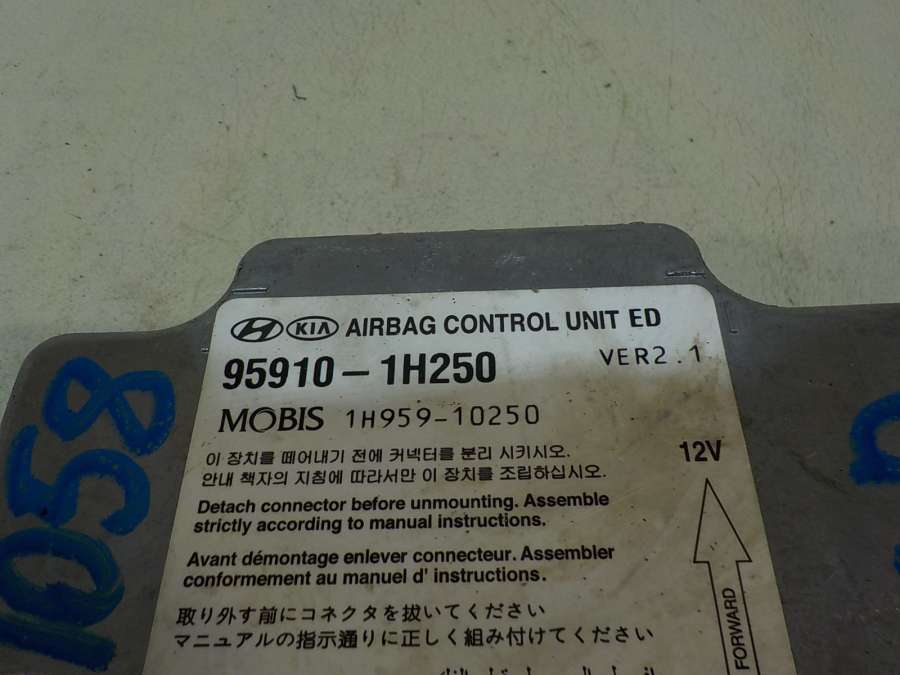 KIA AIRBAG CONTROL UNIT ED
95910-1H250 VER2.1
MOBIS 1H959-10250
이 장치를 떼어내기 전에 커넥터를 분리 시키시오.
안내 책자의 지침에 따라서만 이 장치를 조립하십시오.
12V
Detach connector before unmounting. Assemble
strictly according to manual instructions.
Avant démontage enlever connecteur. Assembler
conformement au manuel d' instructions.
取り外す前にコネクタを抜いてください
マニュアルの指示通りに正しく組み付けてください
FORWARD
1058